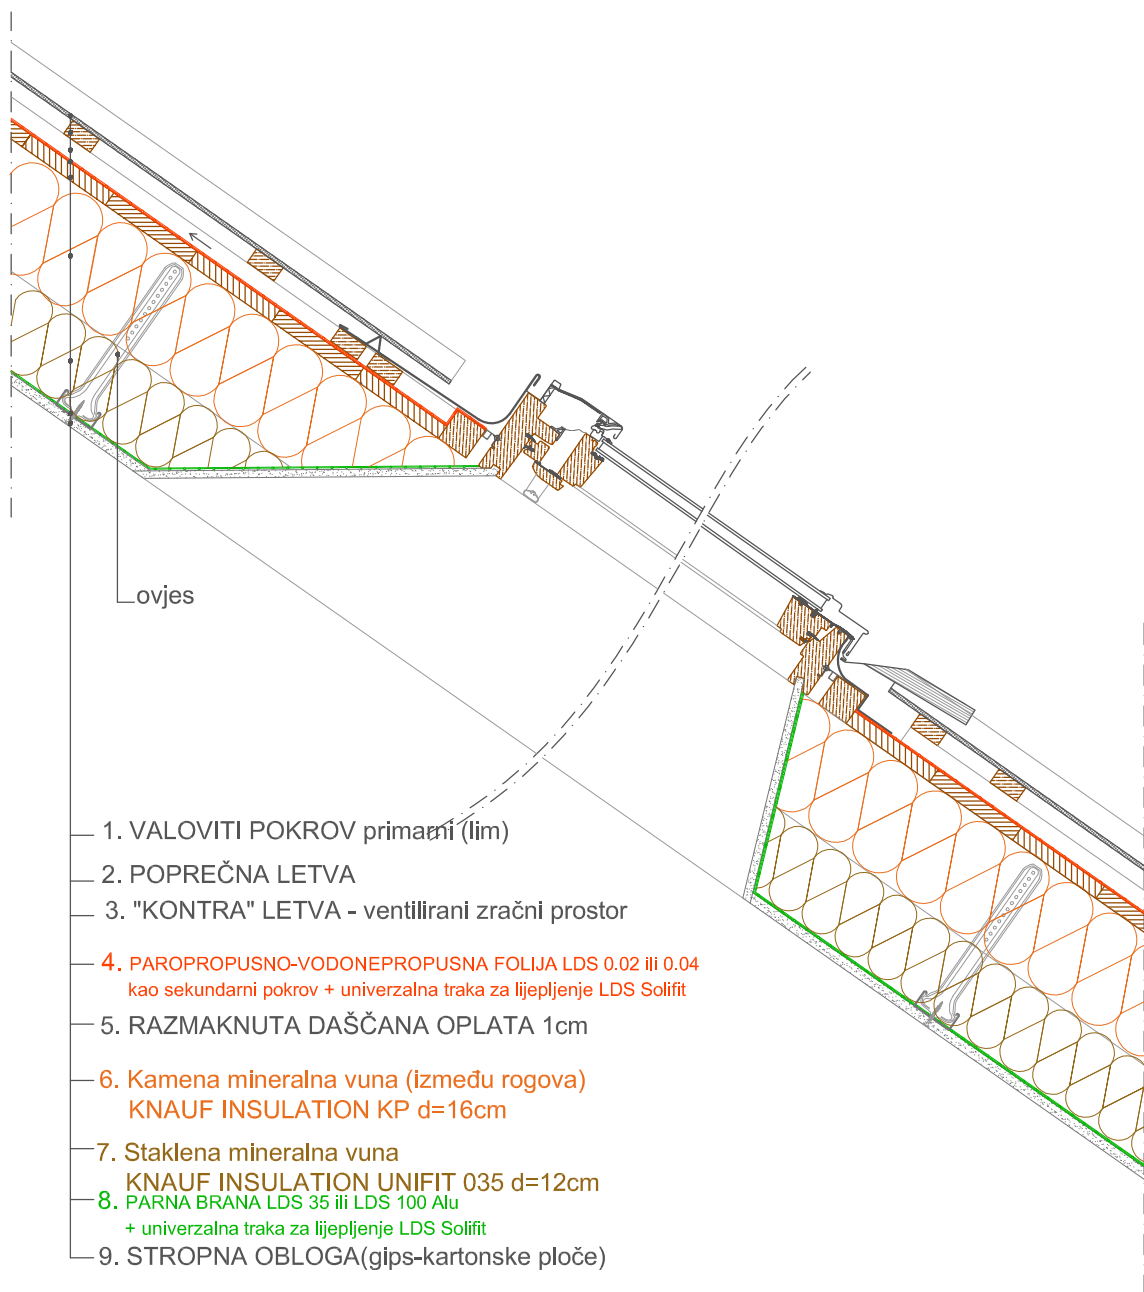 ovjes
1. VALOVITI POKROV primarni (lim)
2. POPREČNA LETVA
3. "KONTRA" LETVA - ventilirani zračni prostor
4. PAROPROPUSNO-VODONEPROPUSNA FOLIJA LDS 0.02 ili 0.04
kao sekundarni pokrov + univerzalna traka za lijepljenje LDS Solifit
5. RAZMAKNUTA DAŠČANA OPLATA 1cm
6. Kamena mineralna vuna (između rogova)
KNAUF INSULATION KP d=16cm
7. Staklena mineralna vuna
KNAUF INSULATION UNIFIT 035 d=12cm
8. PARNA BRANA LDS 35 ili LDS 100 Alu
+ univerzalna traka za lijepljenje LDS Solifit
9. STROPNA OBLOGA(gips-kartonske ploče)